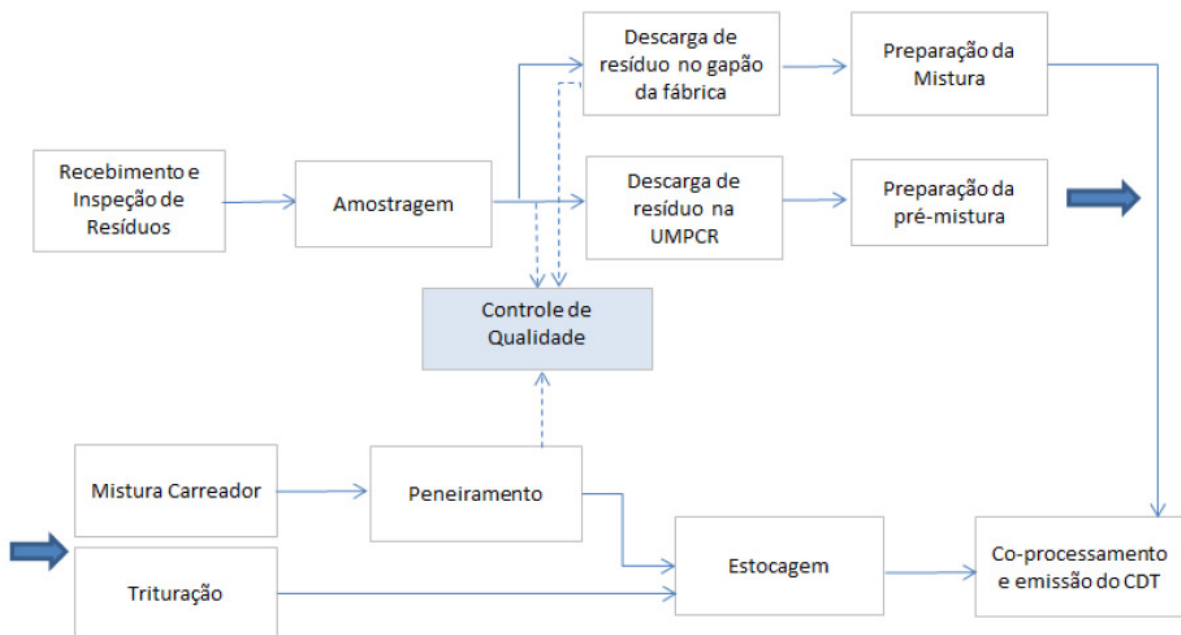 Descarga de
resíduo no gapão
da fábrica
Preparação da
Mistura
Recebimento e
Inspeção de
Resíduos
Amostragem
Descarga de
resíduo na
UMPCR
Preparação da
pré-mistura
Controle de
Qualidade
Mistura Carreador
Peneiramento
Trituração
Estocagem
Co-processamento
e emissão do CDT